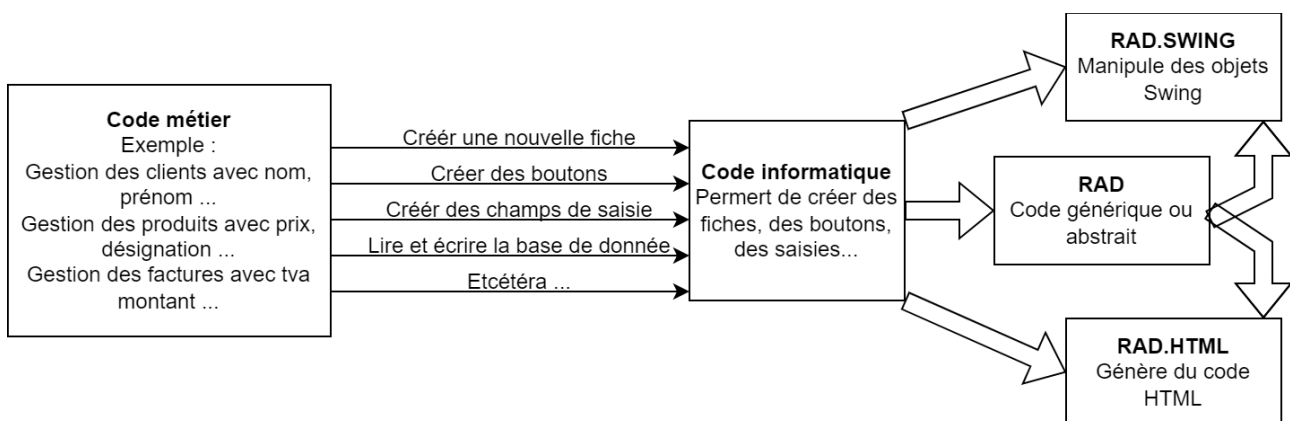 Code métier
Exemple :
Gestion des clients avec nom,
prénom ...
Gestion des produits avec prix,
désignation ...
Gestion des factures avec tva
montant ...
Créér une nouvelle fiche
Créer des boutons
Créér des champs de saisie
Lire et écrire la base de donnée
Etcétéra ...
Code informatique
Permert de créer des
fiches, des boutons,
des saisies...
RAD.SWING
Manipule des objets
Swing
RAD
Code générique ou
abstrait
RAD.HTML
Génère du code
HTML